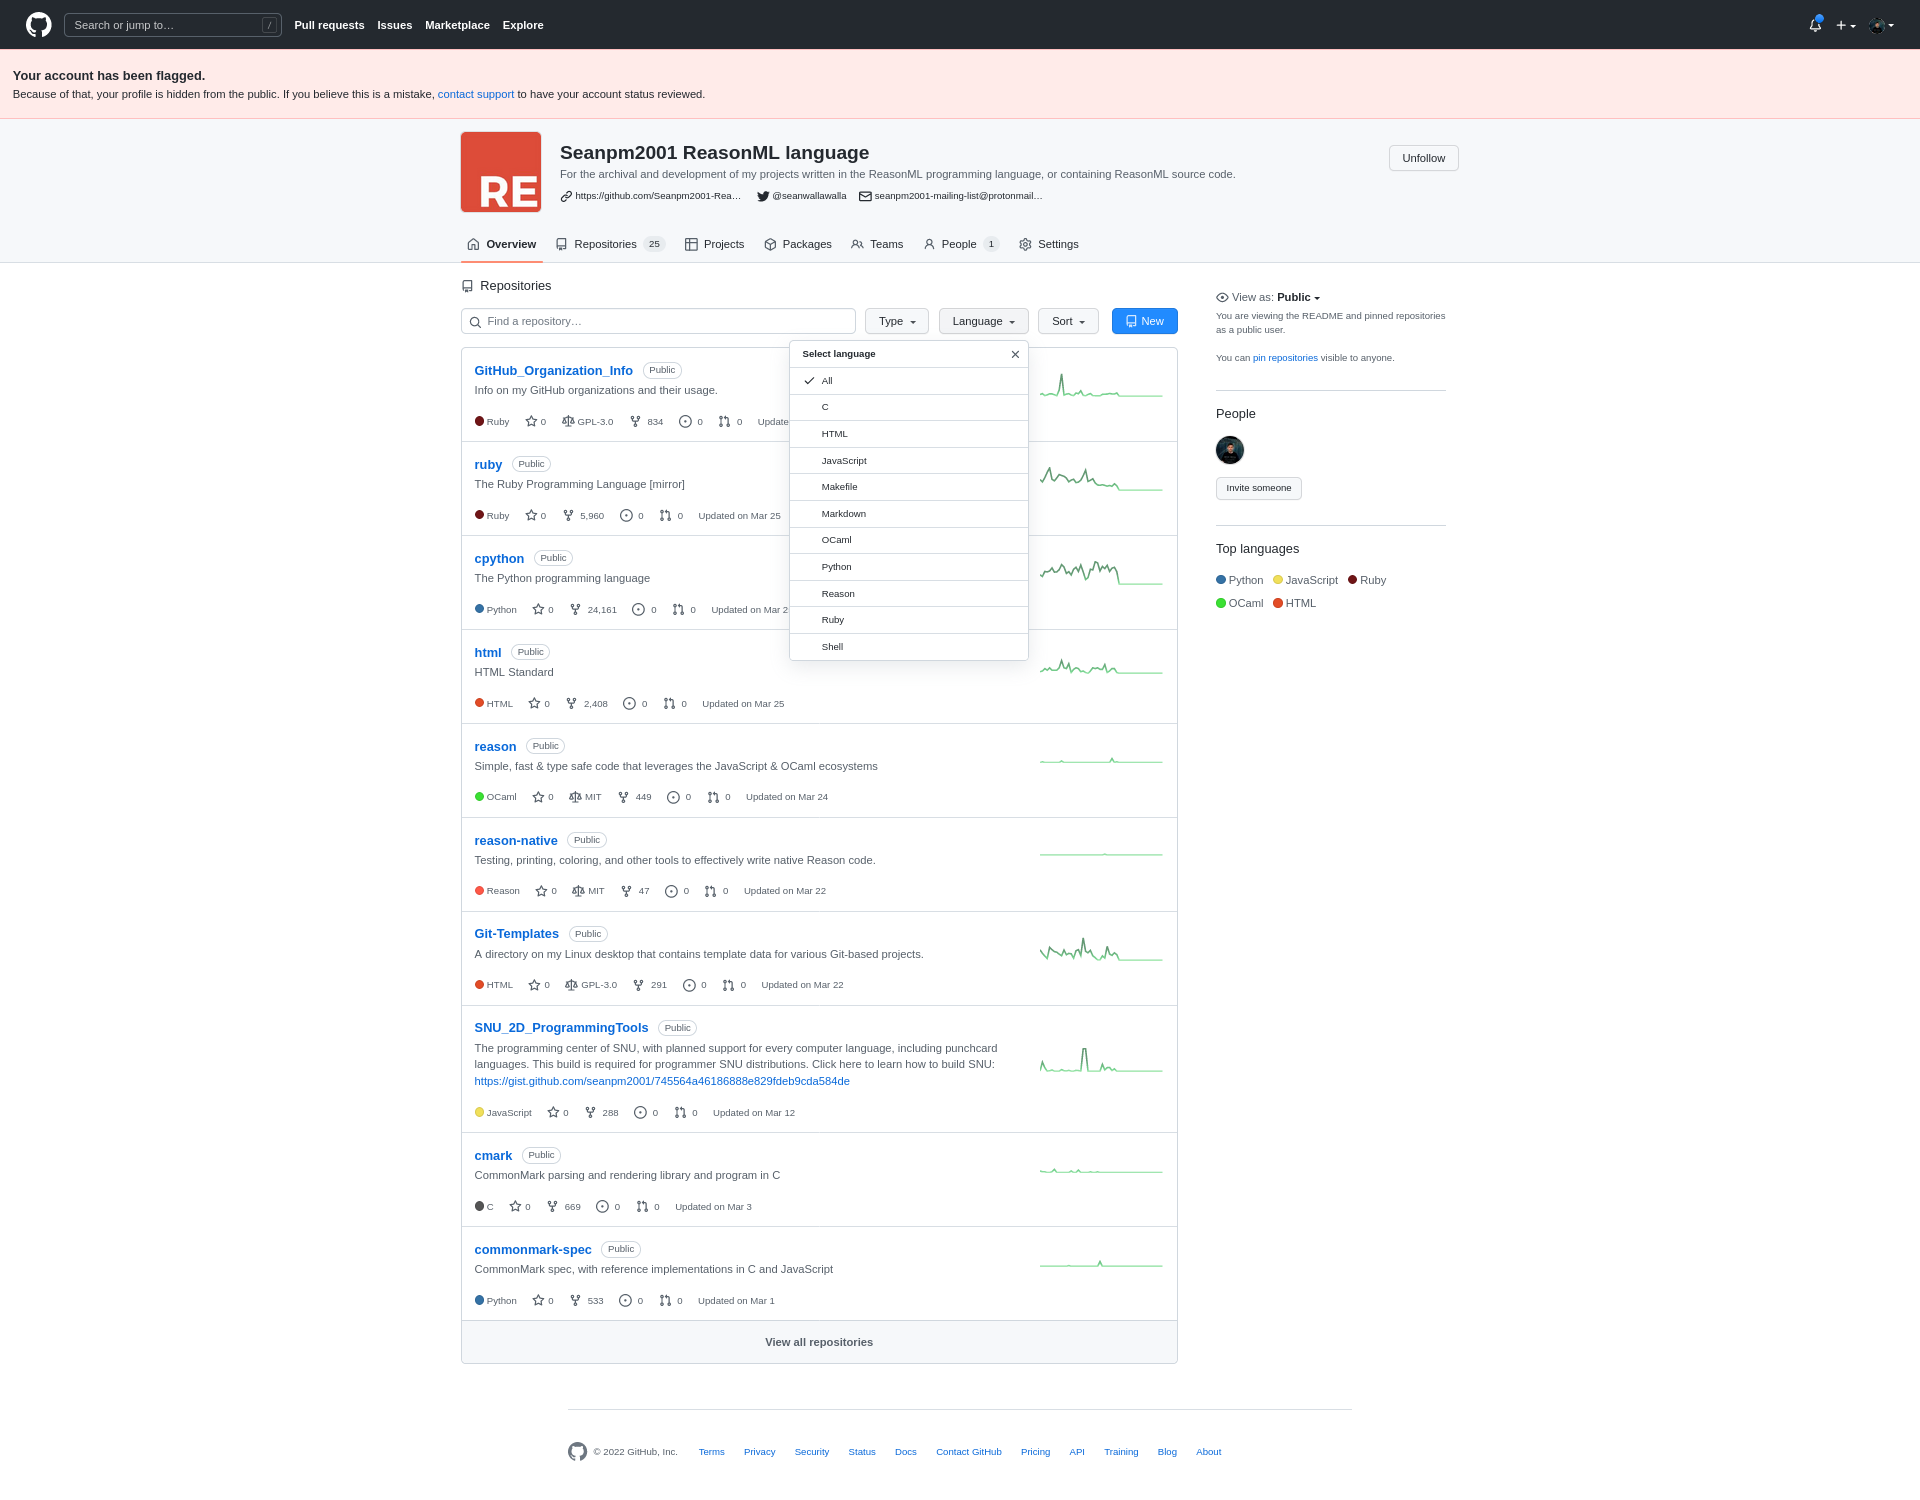 Search or jump to… / Pull requests Issues Marketplace Explore
Your account has been flagged.
Because of that, your profile is hidden from the public. If you believe this is a mistake, contact support to have your account status reviewed.
RE
Seanpm2001 ReasonML language
For the archival and development of my projects written in the ReasonML programming language, or containing ReasonML source code.
https://github.com/Seanpm2001-Rea… @seanwallawalla seanpm2001-mailing-list@protonmail…
Unfollow
Overview Repositories 25 Projects Packages Teams People 1 Settings
Repositories
Find a repository… Type Language Sort New
Select language
All
C
HTML
JavaScript
Makefile
Markdown
OCaml
Python
Reason
Ruby
Shell
GitHub_Organization_Info Public
Info on my GitHub organizations and their usage.
Ruby 0 GPL-3.0 834 0 0 Update
ruby Public
The Ruby Programming Language [mirror]
Ruby 0 5,960 0 0 Updated on Mar 25
cpython Public
The Python programming language
Python 0 24,161 0 0 Updated on Mar 2
html Public
HTML Standard
HTML 0 2,408 0 0 Updated on Mar 25
reason Public
Simple, fast & type safe code that leverages the JavaScript & OCaml ecosystems
OCaml 0 MIT 449 0 0 Updated on Mar 24
reason-native Public
Testing, printing, coloring, and other tools to effectively write native Reason code.
Reason 0 MIT 47 0 0 Updated on Mar 22
Git-Templates Public
A directory on my Linux desktop that contains template data for various Git-based projects.
HTML 0 GPL-3.0 291 0 0 Updated on Mar 22
SNU_2D_ProgrammingTools Public
The programming center of SNU, with planned support for every computer language, including punchcard
languages. This build is required for programmer SNU distributions. Click here to learn how to build SNU:
https://gist.github.com/seanpm2001/745564a46186888e829fdeb9cda584de
JavaScript 0 288 0 0 Updated on Mar 12
cmark Public
CommonMark parsing and rendering library and program in C
C 0 669 0 0 Updated on Mar 3
commonmark-spec Public
CommonMark spec, with reference implementations in C and JavaScript
Python 0 533 0 0 Updated on Mar 1
View all repositories
View as: Public
You are viewing the README and pinned repositories
as a public user.
You can pin repositories visible to anyone.
People
Invite someone
Top languages
Python JavaScript Ruby
OCaml HTML
© 2022 GitHub, Inc. Terms Privacy Security Status Docs Contact GitHub Pricing API Training Blog About